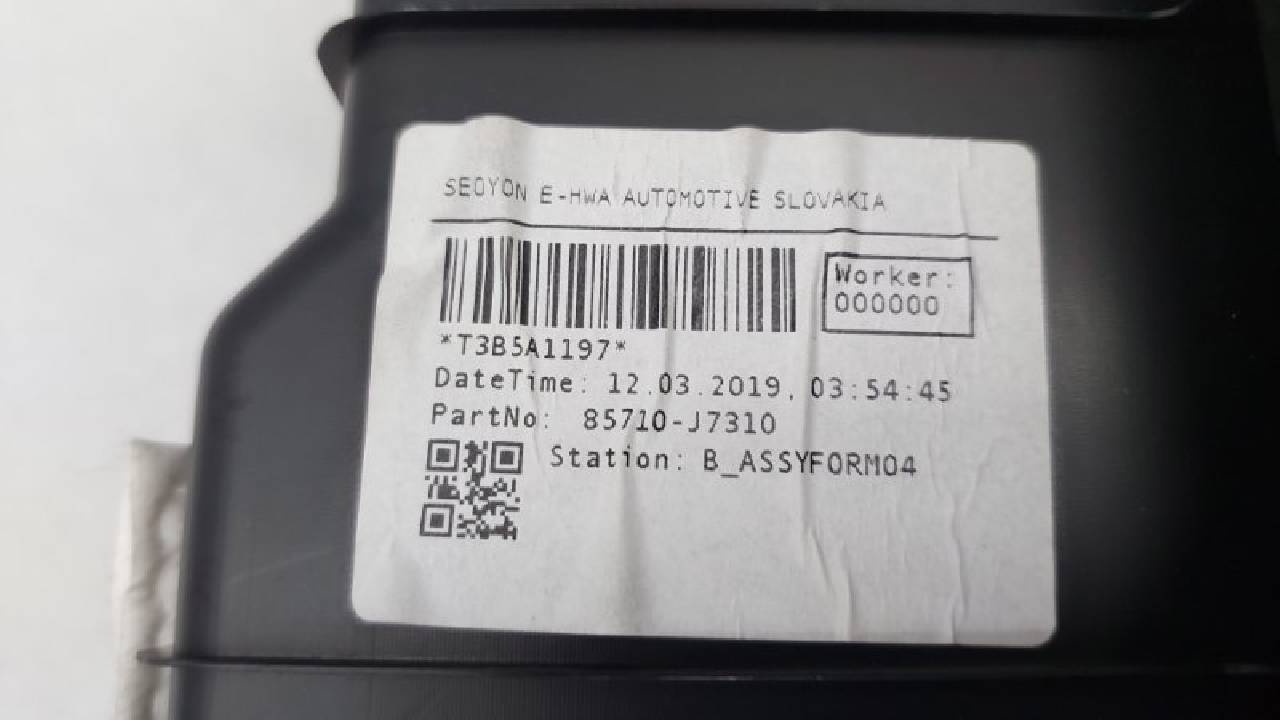 SEOYON E-HWA AUTOMOTIVE SLOVAKIA
Worker:
000000
*T3B5A1197*
DateTime: 12.03.2019, 03:54:45
PartNo: 85710-J7310
Station: B_ASSYFORM04